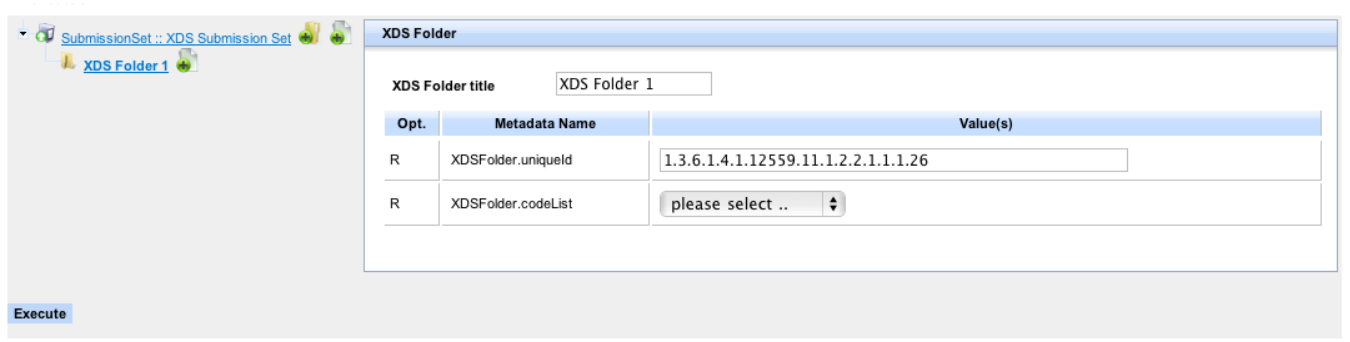 SubmissionSet :: XDS Submission Set
XDS Folder 1
XDS Folder
XDS Folder title XDS Folder 1
Opt. Metadata Name Value(s)
R XDSFolder.uniqueId 1.3.6.1.4.1.12559.11.1.2.2.1.1.1.26
R XDSFolder.codeList please select ..
Execute